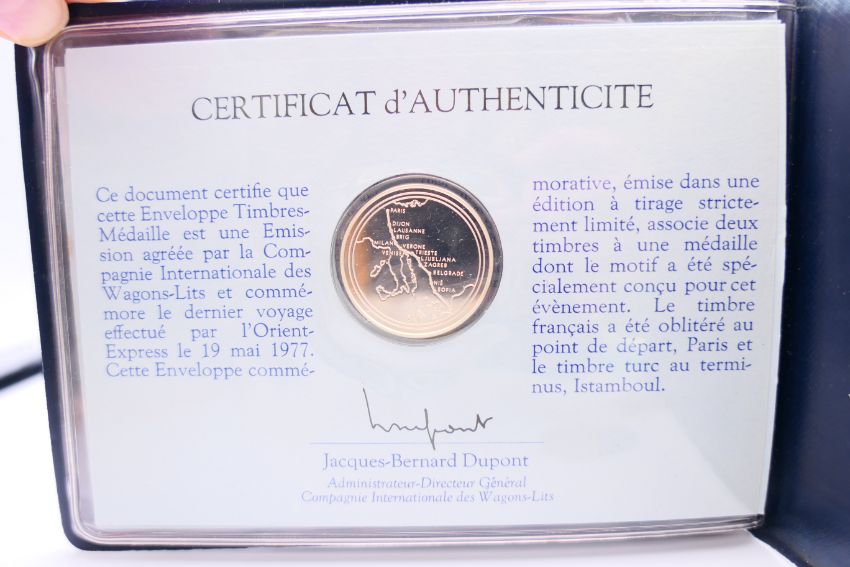 CERTIFICAT d'AUTHENTICITE
Ce document certifie que
cette Enveloppe Timbres-
Médaille est une Emis-
sion agréée par la Com-
pagnie Internationale des
Wagons-Lits et commé-
more le dernier voyage
effectué par l'Orient-
Express le 19 mai 1977.
Cette Enveloppe commé-
morative, émise dans une
édition à tirage stricte-
ment limité, associe deux
timbres à une médaille
dont le motif a été spé-
cialement conçu pour cet
évènement. Le timbre
français a été oblitéré au
point de départ, Paris et
le timbre turc au termi-
nus, Istamboul.
PARIS
DIJON
LAUSANNE
BRIG
MILAN VERONE
VENISE TRIESTE
LJUBLJANA
ZAGREB
BELGRADE
NIS
SOFIA
Jacques-Bernard Dupont
Administrateur-Directeur Général
Compagnie Internationale des Wagons-Lits